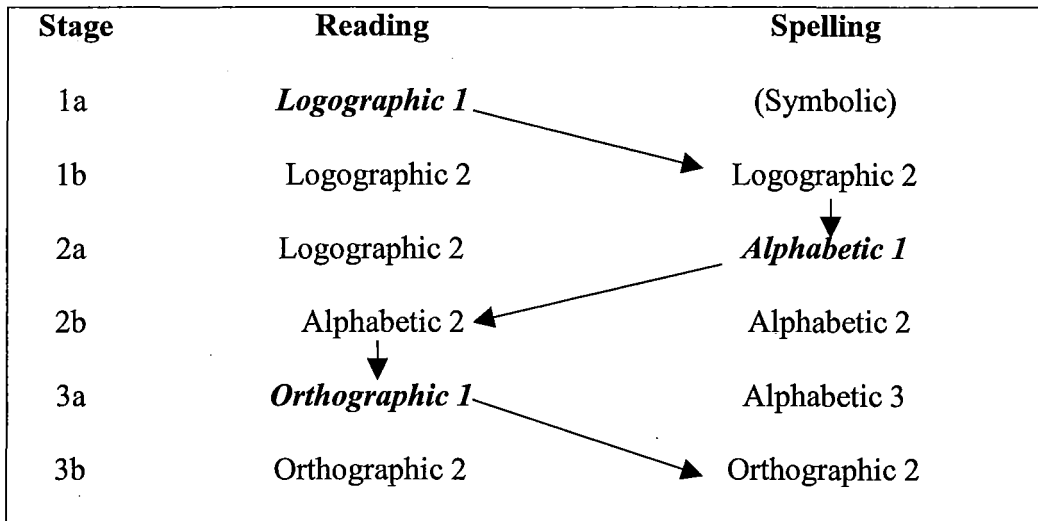 Stage Reading Spelling
1a Logographic 1 (Symbolic)
1b Logographic 2 Logographic 2
2a Logographic 2 Alphabetic 1
2b Alphabetic 2 Alphabetic 2
3a Orthographic 1 Alphabetic 3
3b Orthographic 2 Orthographic 2